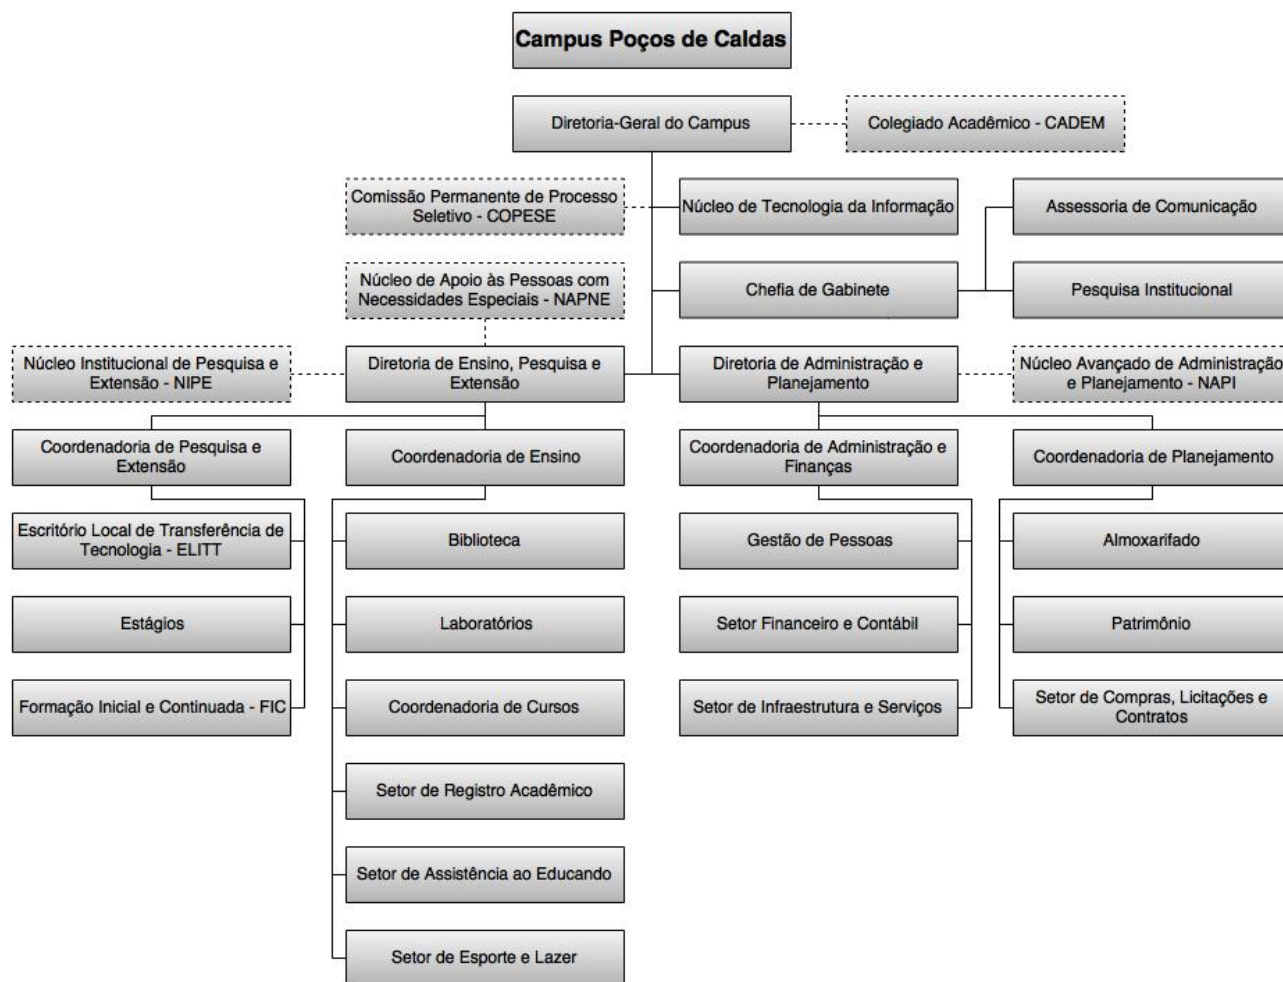 Campus Poços de Caldas
Diretoria-Geral do Campus
Colegiado Acadêmico - CADEM
Comissão Permanente de Processo
Seletivo - COPESE
Núcleo de Tecnologia da Informação
Assessoria de Comunicação
Núcleo de Apoio às Pessoas com
Necessidades Especiais - NAPNE
Chefia de Gabinete
Pesquisa Institucional
Núcleo Institucional de Pesquisa e
Extensão - NIPE
Diretoria de Ensino, Pesquisa e
Extensão
Diretoria de Administração e
Planejamento
Núcleo Avançado de Administração
e Planejamento - NAPI
Coordenadoria de Pesquisa e
Extensão
Coordenadoria de Ensino
Coordenadoria de Administração e
Finanças
Coordenadoria de Planejamento
Escritório Local de Transferência de
Tecnologia - ELITT
Biblioteca
Gestão de Pessoas
Almoxarifado
Estágios
Laboratórios
Setor Financeiro e Contábil
Patrimônio
Formação Inicial e Continuada - FIC
Coordenadoria de Cursos
Setor de Infraestrutura e Serviços
Setor de Compras, Licitações e
Contratos
Setor de Registro Acadêmico
Setor de Assistência ao Educando
Setor de Esporte e Lazer